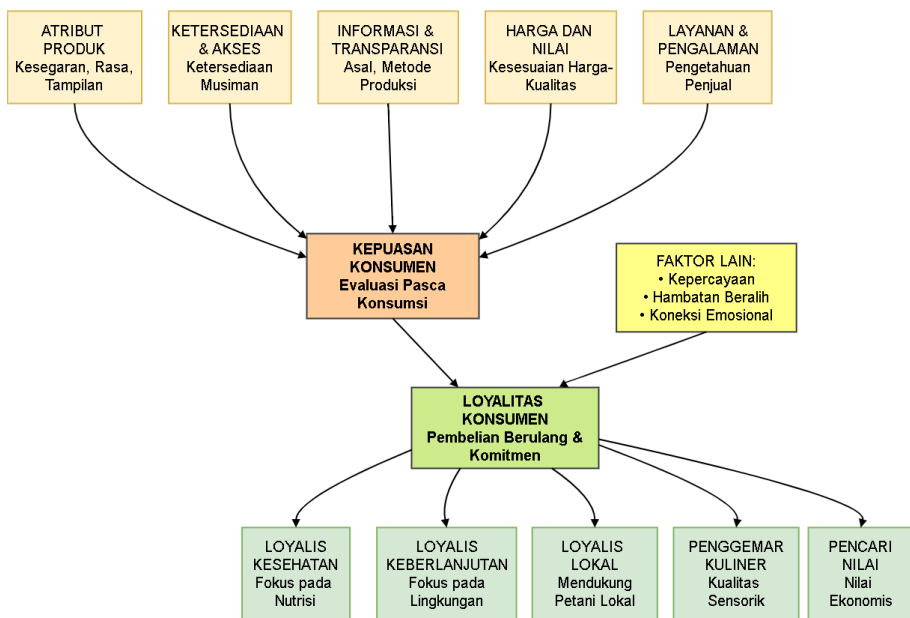 ATRIBUT
PRODUK
Kesegaran, Rasa,
Tampilan
KETERSEDIAAN
& AKSES
Ketersediaan
Musiman
INFORMASI &
TRANSPARANSI
Asal, Metode
Produksi
HARGA DAN
NILAI
Kesesuaian Harga-
Kualitas
LAYANAN &
PENGALAMAN
Pengetahuan
Penjual
KEPUASAN
KONSUMEN
Evaluasi Pasca
Konsumsi
FAKTOR LAIN:
• Kepercayaan
• Hambatan Beralih
• Koneksi Emosional
LOYALITAS
KONSUMEN
Pembelian Berulang &
Komitmen
LOYALIS
KESEHATAN
Fokus pada
Nutrisi
LOYALIS
KEBERLANJUTAN
Fokus pada
Lingkungan
LOYALIS
LOKAL
Mendukung
Petani Lokal
PENGGEMAR
KULINER
Kualitas
Sensorik
PENCARI
NILAI
Nilai
Ekonomis